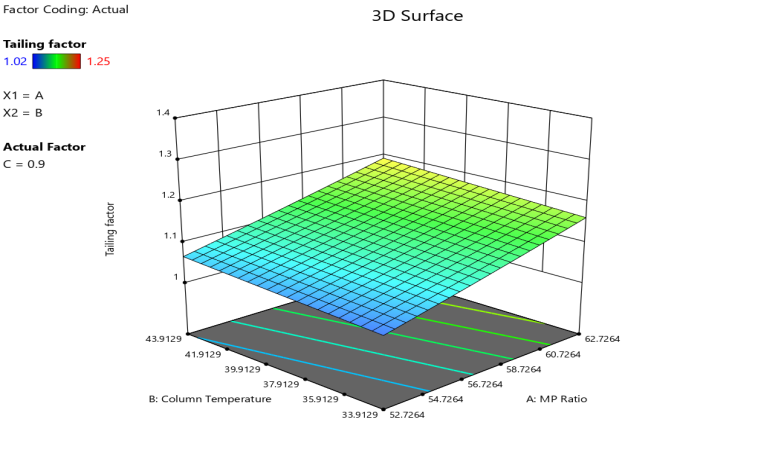 Factor Coding: Actual
3D Surface
Tailing factor
1.02 1.25
X1 = A
X2 = B
Actual Factor
C = 0.9
Tailing factor
1.4
1.3
1.2
1.1
1
43.9129
41.9129
39.9129
37.9129
35.9129
33.9129
B: Column Temperature
52.7264
54.7264
56.7264
58.7264
60.7264
62.7264
A: MP Ratio